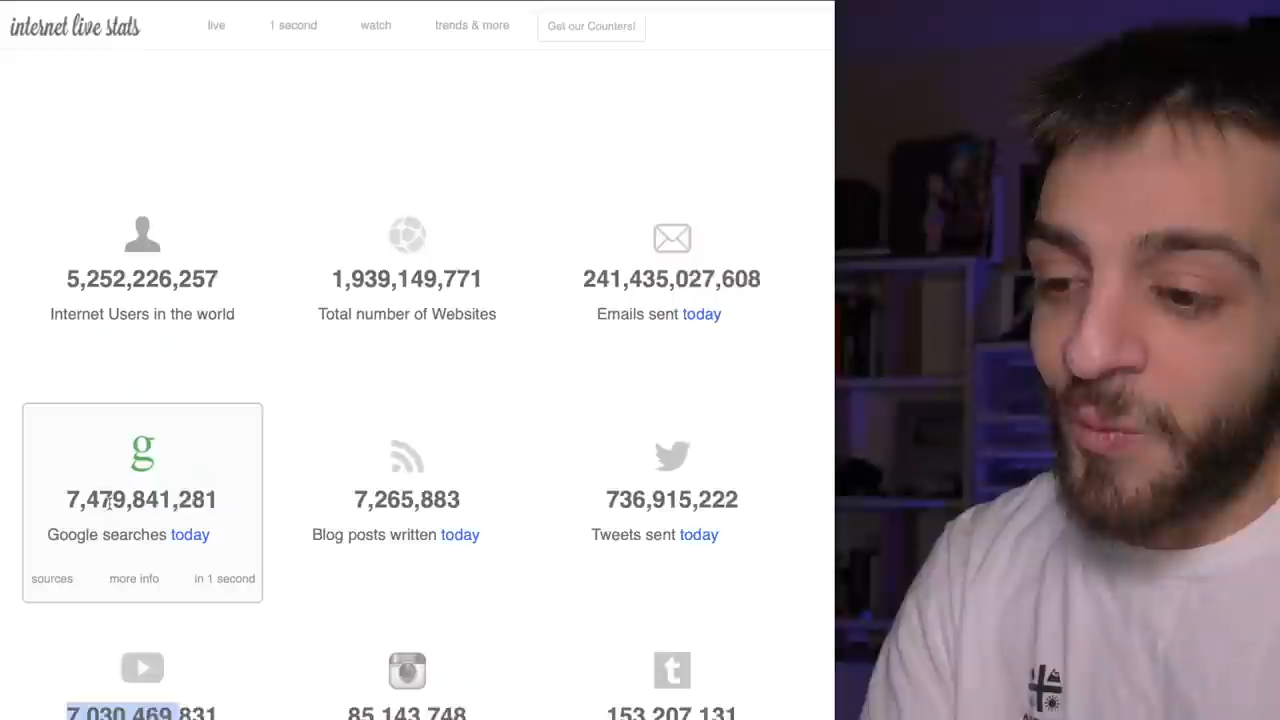 internet live stats
live
1 second
watch
trends & more
Get our Counters!
5,252,226,257
1,939,149,771
241,435,027,608
Internet Users in the world
Total number of Websites
Emails sent today
g
7,479,841,281
7,265,883
736,915,222
Google searches today
Blog posts written today
Tweets sent today
sources
more info
in 1 second
t
7,030,469,831
85,143,748
153,207,131